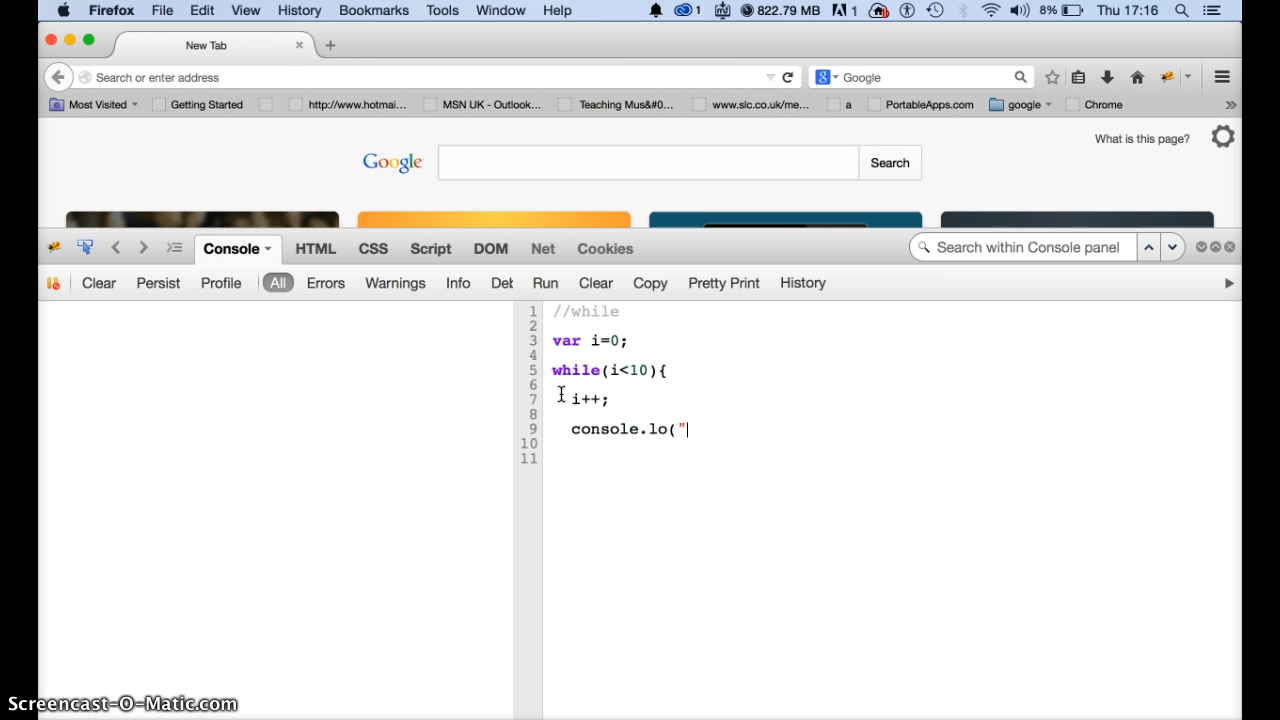 Firefox File Edit View History Bookmarks Tools Window Help 1 822.79 MB 1 8% Thu 17:16
New Tab
Search or enter address Google
Most Visited Getting Started http://www.hotmai... MSN UK - Outlook... Teaching Mus&#0... www.slc.co.uk/me... a PortableApps.com google Chrome »
What is this page?
Google Search
Console HTML CSS Script DOM Net Cookies Search within Console panel
Clear Persist Profile All Errors Warnings Info Det Run Clear Copy Pretty Print History
1 //while
2
3 var i=0;
4
5 while(i<10){
6
7 i++;
8
9 console.lo("
10
11
Screencast-O-Matic.com